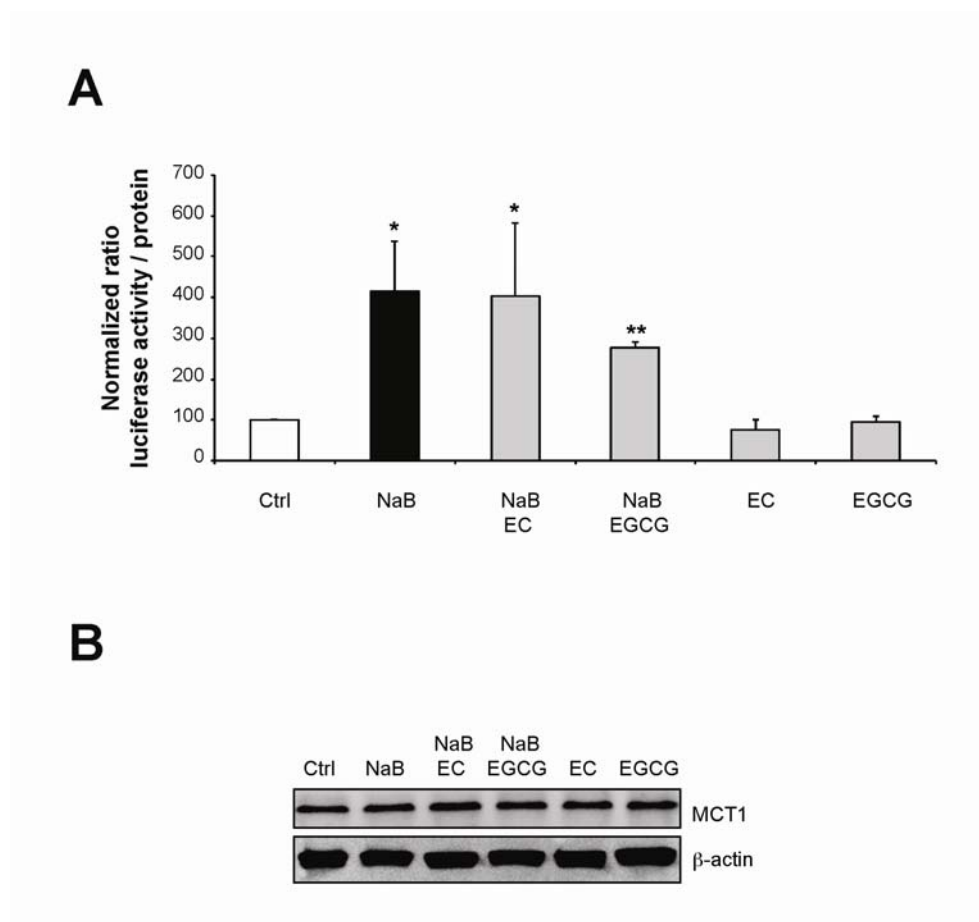 A
Normalized ratio
luciferase activity / protein
700
600
500
400
300
200
100
0
*
*
**
Ctrl
NaB
NaB
EC
NaB
EGCG
EC
EGCG
B
Ctrl
NaB
NaB
EC
NaB
EGCG
EC
EGCG
MCT1
β-actin